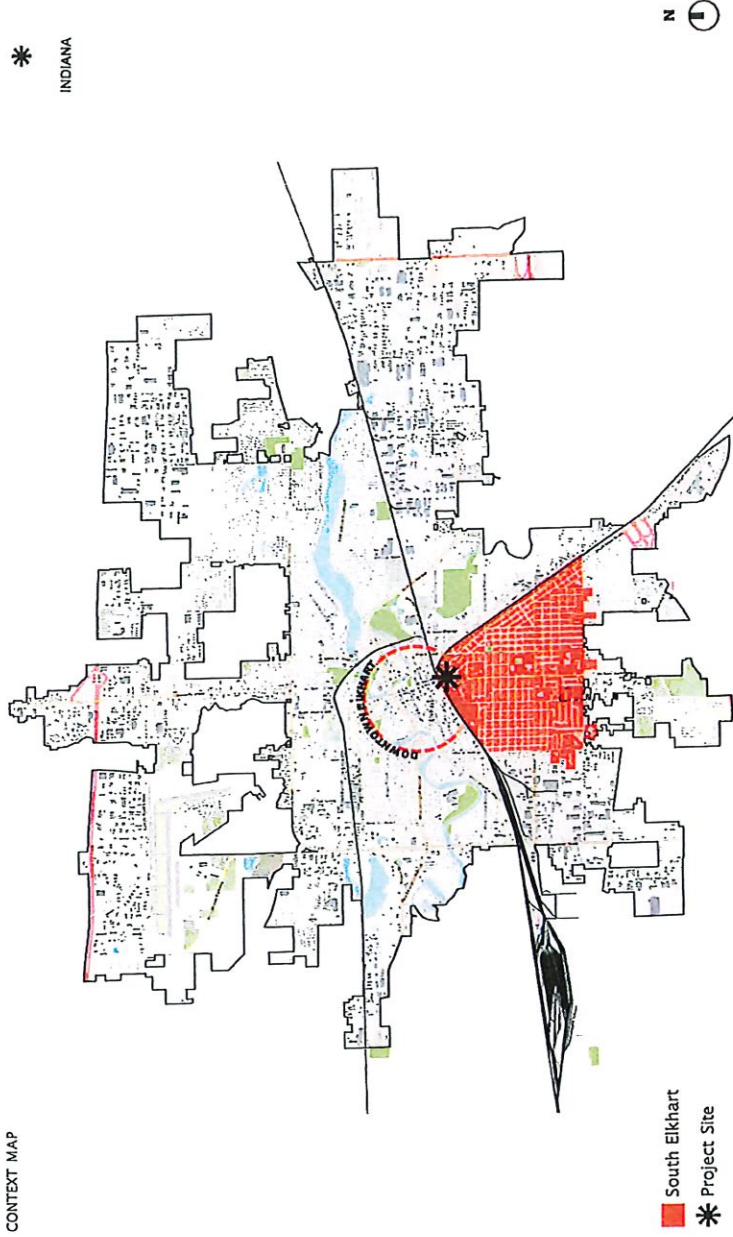 CONTEXT MAP
INDIANA
N
DOWNTOWN ELKHART
South Elkhart
Project Site